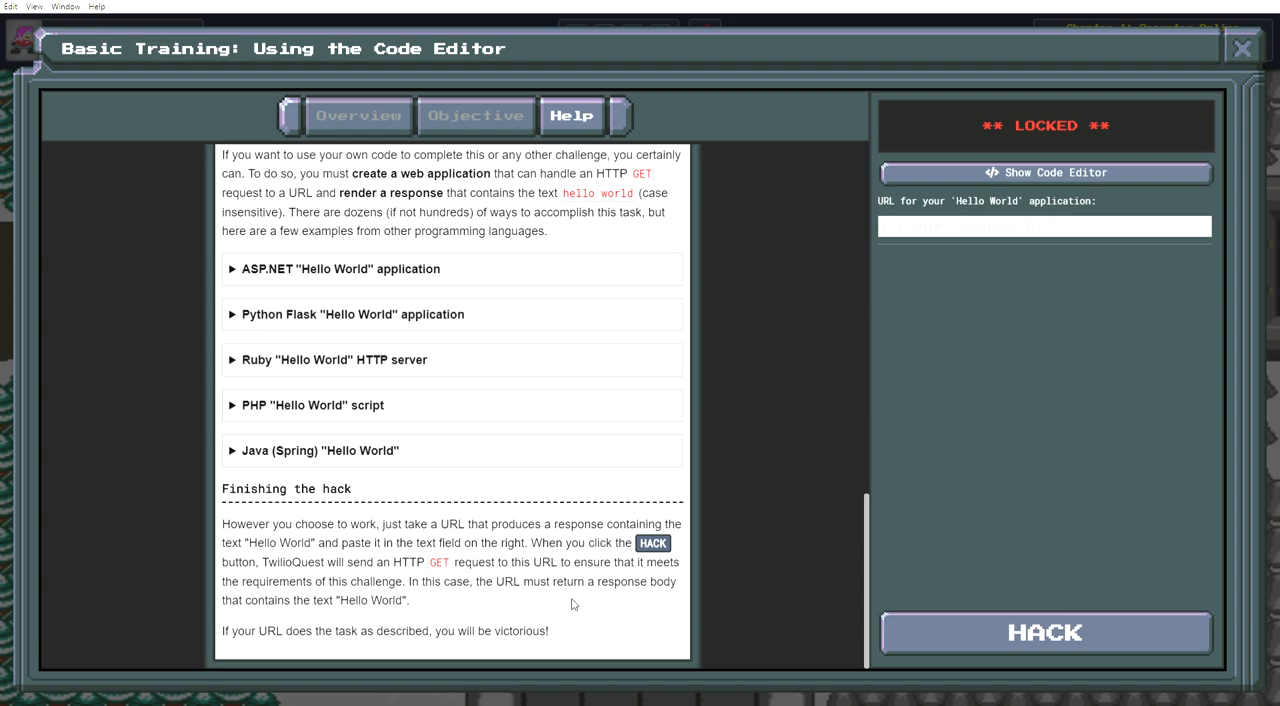 Edit View Window Help
Basic Training: Using the Code Editor
Overview Objective Help
If you want to use your own code to complete this or any other challenge, you certainly
can. To do so, you must create a web application that can handle an HTTP GET
request to a URL and render a response that contains the text hello world (case
insensitive). There are dozens (if not hundreds) of ways to accomplish this task, but
here are a few examples from other programming languages.
ASP.NET "Hello World" application
Python Flask "Hello World" application
Ruby "Hello World" HTTP server
PHP "Hello World" script
Java (Spring) "Hello World"
Finishing the hack
However you choose to work, just take a URL that produces a response containing the
text "Hello World" and paste it in the text field on the right. When you click the HACK
button, TwilioQuest will send an HTTP GET request to this URL to ensure that it meets
the requirements of this challenge. In this case, the URL must return a response body
that contains the text "Hello World".
If your URL does the task as described, you will be victorious!
** LOCKED **
</> Show Code Editor
URL for your 'Hello World' application:
HACK